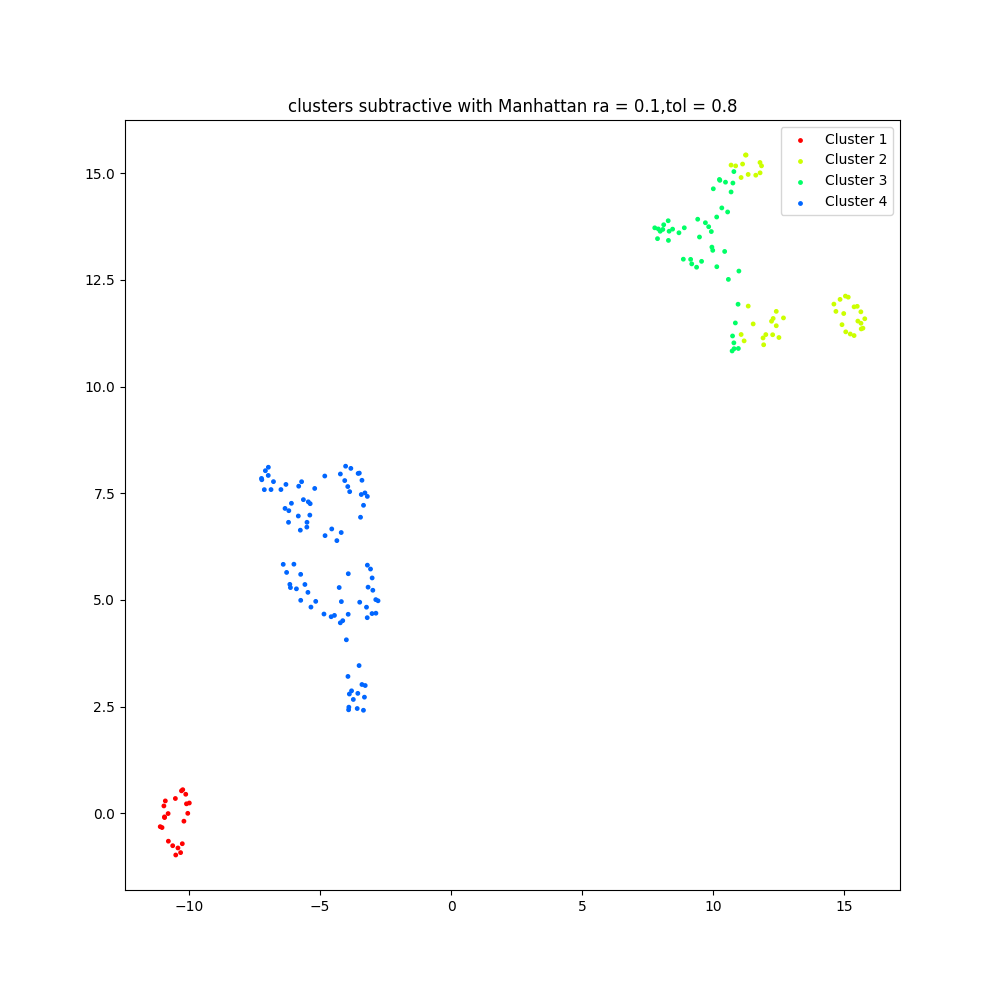 clusters subtractive with Manhattan ra = 0.1,tol = 0.8
Cluster 1
Cluster 2
Cluster 3
Cluster 4
15.0
12.5
10.0
7.5
5.0
2.5
0.0
−10
−5
0
5
10
15